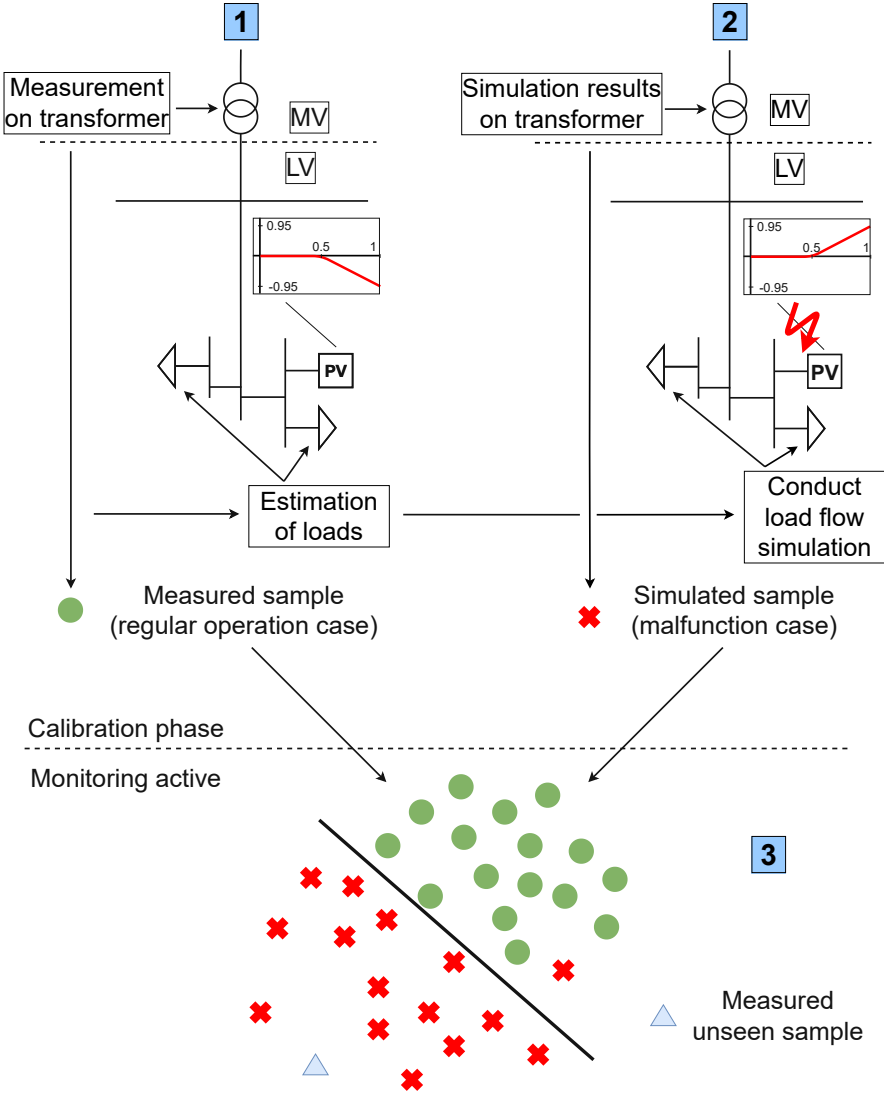 1
2
Measurement
on transformer
MV
LV
0.95
0.5
1
-0.95
PV
Estimation
of loads
Simulation results
on transformer
MV
LV
0.95
0.5
1
-0.95
PV
Conduct
load flow
simulation
Measured sample
(regular operation case)
Simulated sample
(malfunction case)
Calibration phase
Monitoring active
3
Measured
unseen sample